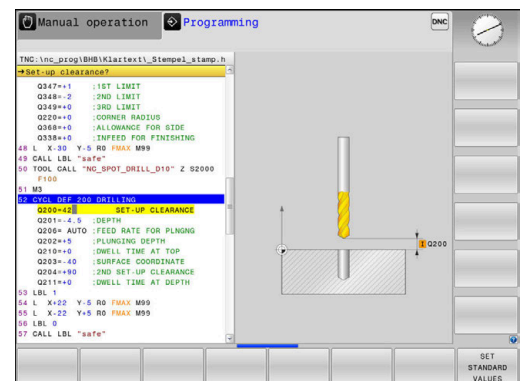 Manual operation
Programming
DNC
TNC:\nc_prog\BHB\Klartext\_Stempel_stamp.h
→Set-up clearance?
Q347=+1 ;1ST LIMIT
Q348=-2 ;2ND LIMIT
Q349=+0 ;3RD LIMIT
Q220=+0 ;CORNER RADIUS
Q368=+0 ;ALLOWANCE FOR SIDE
Q338=+0 ;INFEED FOR FINISHING
48 L X-30 Y-5 R0 FMAX M99
49 CALL LBL "safe"
50 TOOL CALL "NC_SPOT_DRILL_D10" Z S2000
F100
51 M3
52 CYCL DEF 200 DRILLING
Q200=42 SET-UP CLEARANCE
Q201=-4.5 ;DEPTH
Q206= AUTO ;FEED RATE FOR PLNGNG
Q202=+5 ;PLUNGING DEPTH
Q210=+0 ;DWELL TIME AT TOP
Q203=-40 ;SURFACE COORDINATE
Q204=+90 ;2ND SET-UP CLEARANCE
Q211=+0 ;DWELL TIME AT DEPTH
53 LBL 1
54 L X+22 Y-5 R0 FMAX M99
55 L X-22 Y+5 R0 FMAX M99
56 LBL 0
57 CALL LBL "safe"
I Q200
SET
STANDARD
VALUES